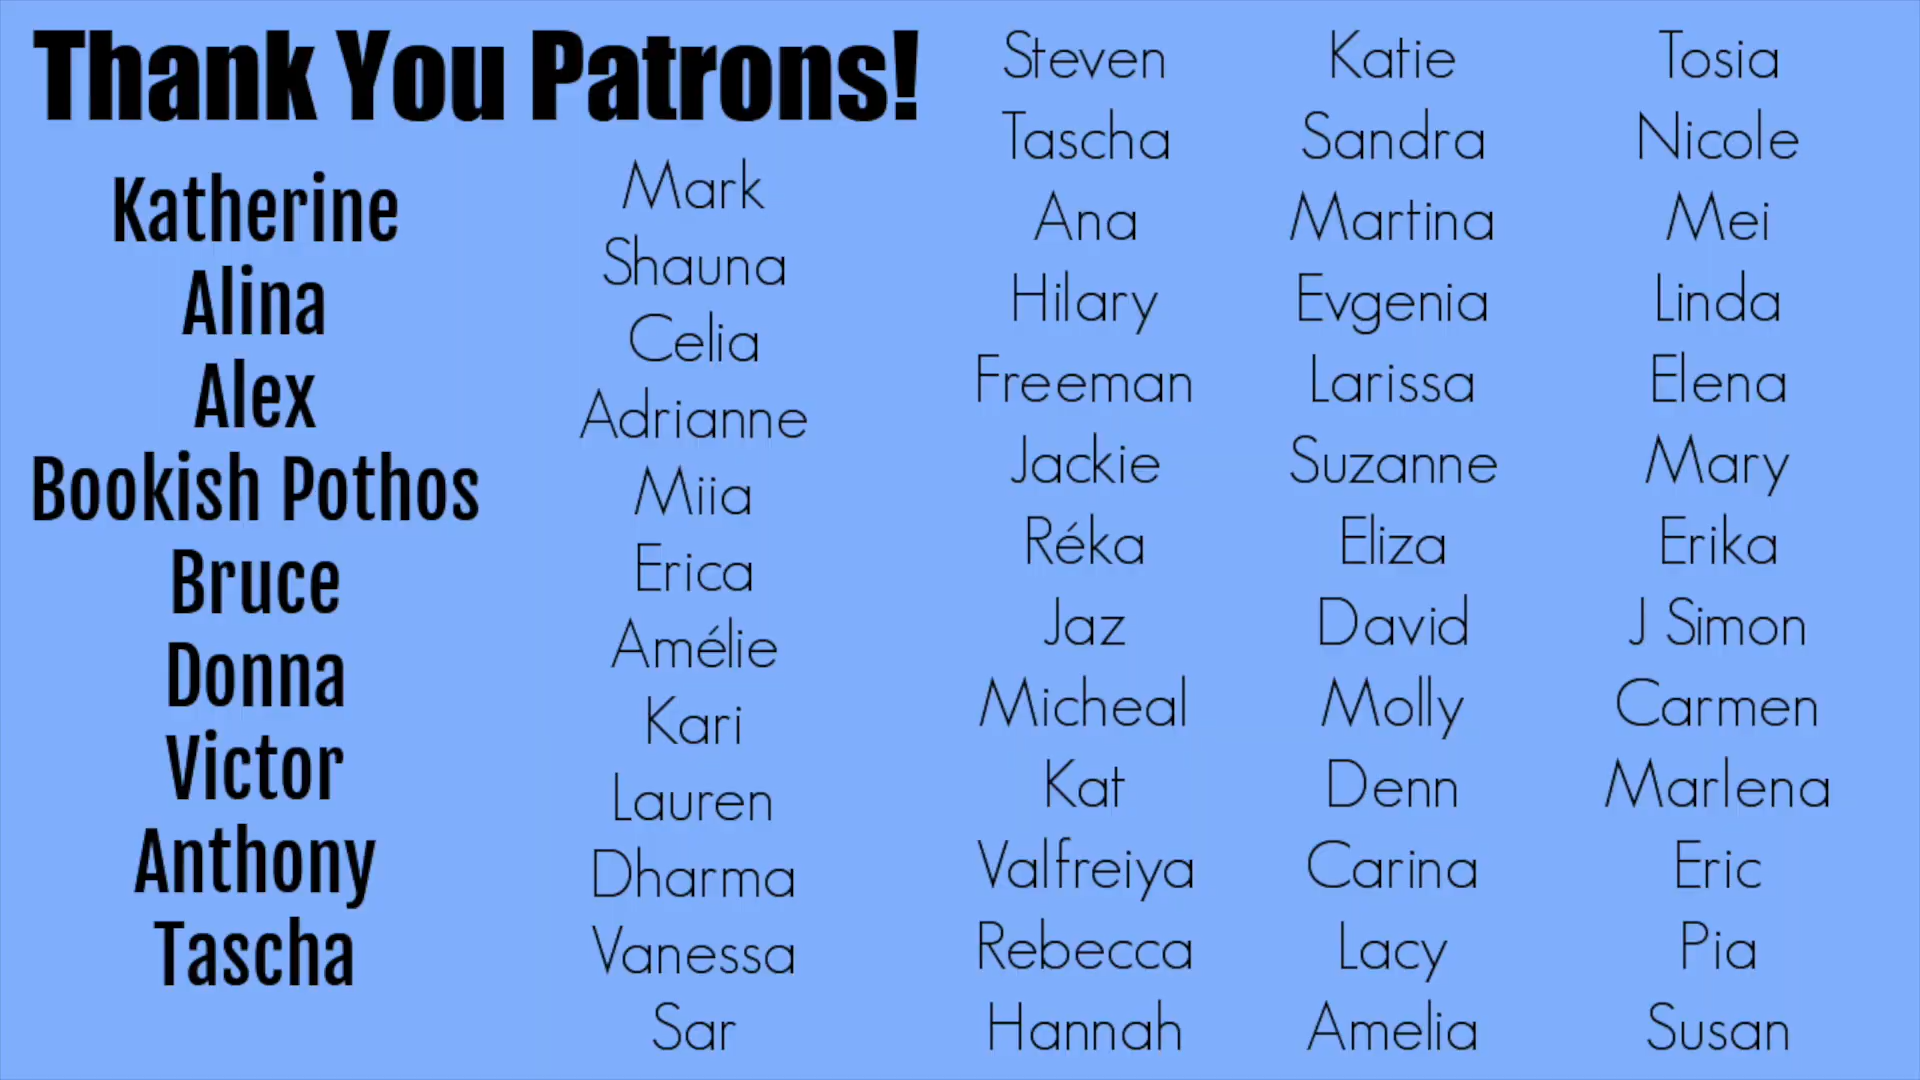 Thank You Patrons!
Katherine
Alina
Alex
Bookish Pothos
Bruce
Donna
Victor
Anthony
Tascha
Mark
Shauna
Celia
Adrianne
Miia
Erica
Amélie
Kari
Lauren
Dharma
Vanessa
Sar
Steven
Tascha
Ana
Hilary
Freeman
Jackie
Réka
Jaz
Micheal
Kat
Valfreiya
Rebecca
Hannah
Katie
Sandra
Martina
Evgenia
Larissa
Suzanne
Eliza
David
Molly
Denn
Carina
Lacy
Amelia
Tosia
Nicole
Mei
Linda
Elena
Mary
Erika
J Simon
Carmen
Marlena
Eric
Pia
Susan